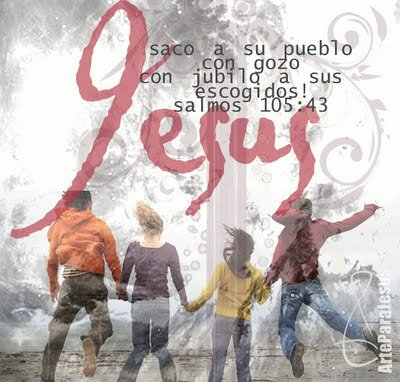 saco a su pueblo
con gozo
con jubilo a sus
escogidos!
salmos 105:43
Jesus
ArteParaJesus